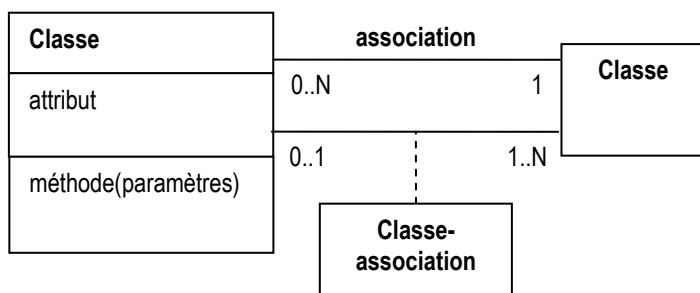 Classe
attribut
méthode(paramètres)
association
0..N
1
0..1
1..N
Classe
Classe-
association